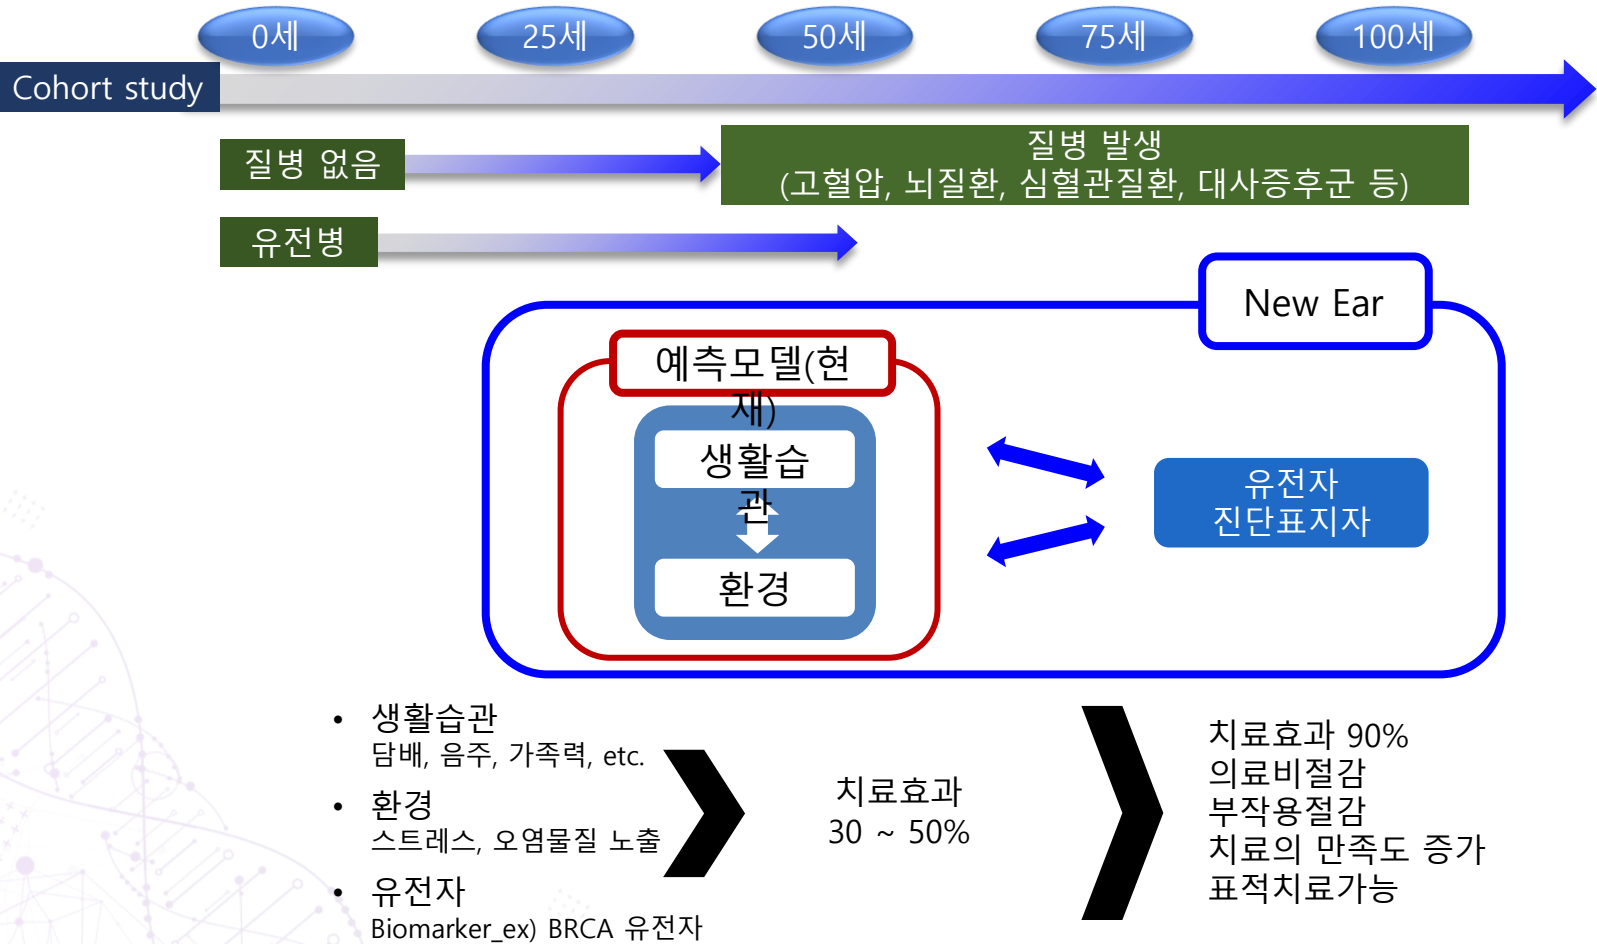 0세
25세
50세
75세
100세
Cohort study
질병 없음
질병 발생
(고혈압, 뇌질환, 심혈관질환, 대사증후군 등)
유전병
New Ear
예측모델(현
재)
생활습
관
환경
유전자
진단표지자
• 생활습관
담배, 음주, 가족력, etc.
• 환경
스트레스, 오염물질 노출
• 유전자
Biomarker_ex) BRCA 유전자
치료효과
30 ~ 50%
치료효과 90%
의료비절감
부작용절감
치료의 만족도 증가
표적치료가능